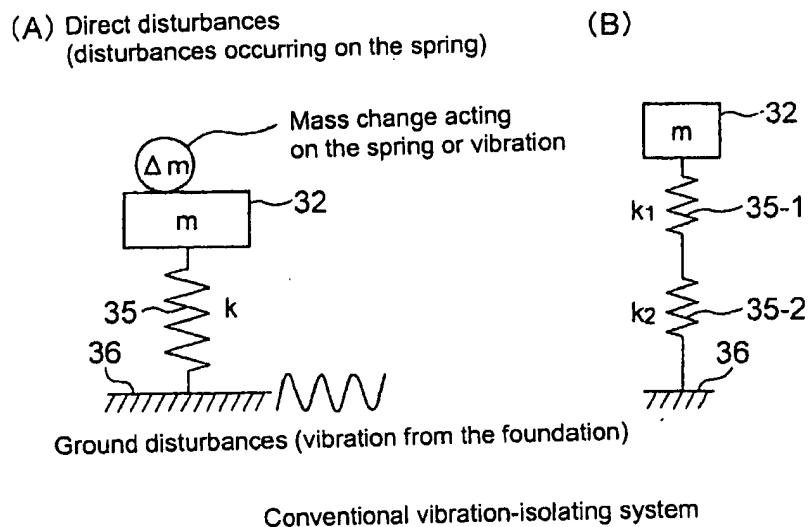 (A) Direct disturbances
(disturbances occurring on the spring)
Mass change acting
on the spring or vibration
Δm
32
m
35
k
36
Ground disturbances (vibration from the foundation)
(B)
32
m
k1
35-1
k2
35-2
36
Conventional vibration-isolating system